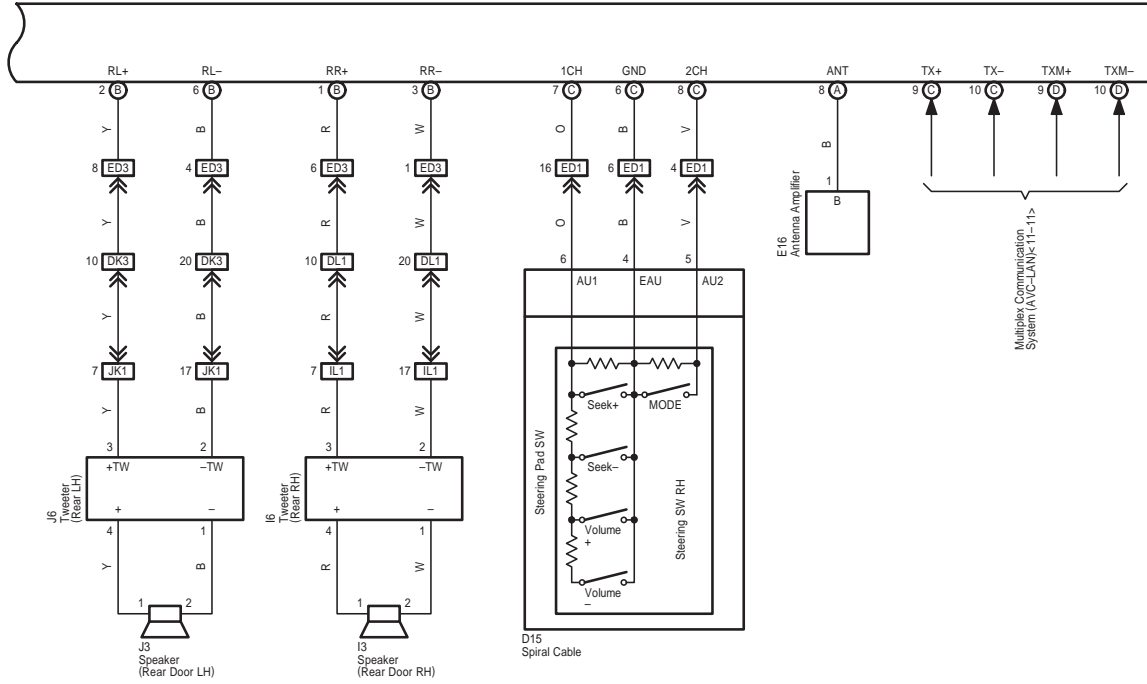 RL+ RL– RR+ RR– 1CH GND 2CH ANT TX+ TX– TXM+ TXM–
2 B 6 B 1 B 3 B 7 C 6 C 8 C 8 A 9 C 10 C 9 D 10 D
Y B R W O B V B
8 ED3 4 ED3 6 ED3 1 ED3 16 ED1 6 ED1 4 ED1
1
B
E16
Antenna Amplifier
Multiplex Communication
System (AVC–LAN)<11–11>
Y B R W O B V
10 DK3 20 DK3 10 DL1 20 DL1
6 4 5
AU1 EAU AU2
Y B R W
7 JK1 17 JK1 7 IL1 17 IL1
Y B R W
Seek+ MODE
Seek–
Volume
+
Volume
–
Steering Pad SW
Steering SW RH
3 2 3 2
+TW –TW +TW –TW
J6
Tweeter
(Rear LH)
I6
Tweeter
(Rear RH)
+ – + –
4 1 4 1
Y B R W
1 2 1 2
J3
Speaker
(Rear Door LH)
I3
Speaker
(Rear Door RH)
D15
Spiral Cable